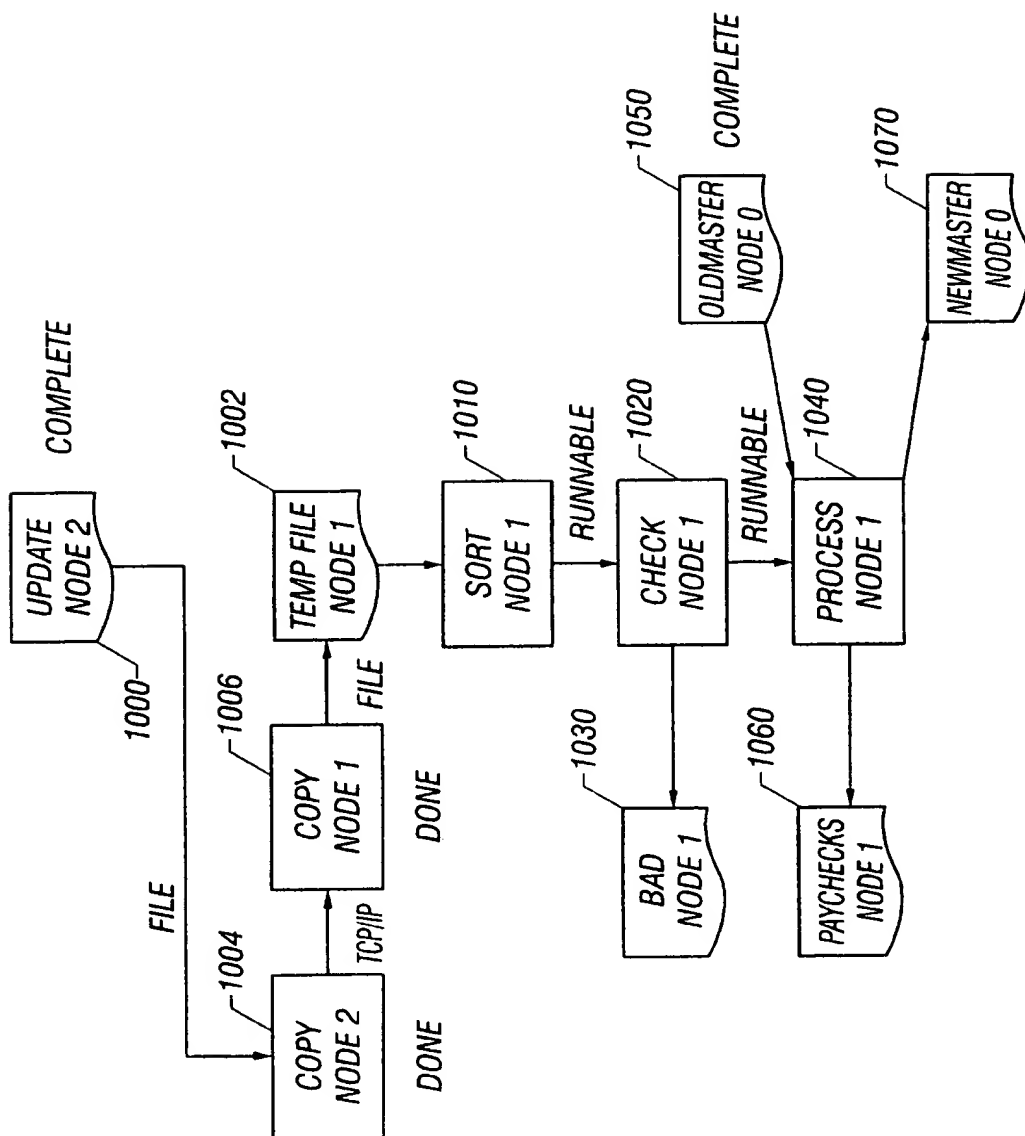 UPDATE
NODE 2
COMPLETE
1000
FILE
1004
COPY
NODE 2
DONE
TCP/IP
1006
COPY
NODE 1
DONE
FILE
1002
TEMP FILE
NODE 1
1010
SORT
NODE 1
RUNNABLE
1020
CHECK
NODE 1
1030
BAD
NODE 1
RUNNABLE
1050
OLDMASTER
NODE 0
COMPLETE
1040
PROCESS
NODE 1
1060
PAYCHECKS
NODE 1
1070
NEWMASTER
NODE 0